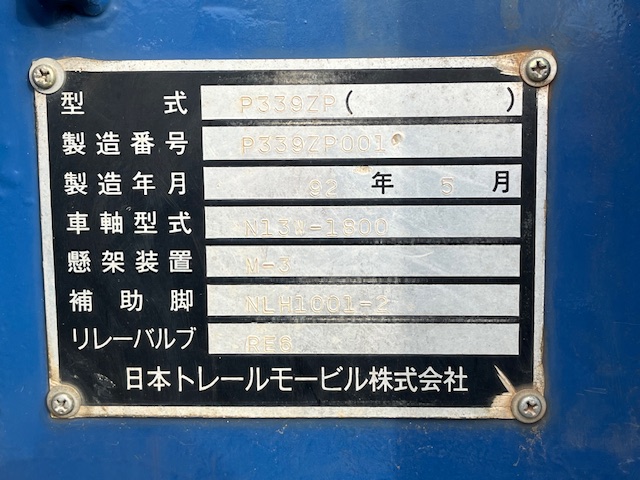 型式 P339ZP( )
製造番号 P339ZP001
製造年月 92 年 5 月
車軸型式 N13W-1800
懸架装置 W-3
補助脚 NLH1001-2
リレーバルブ RE6
日本トレールモービル株式会社